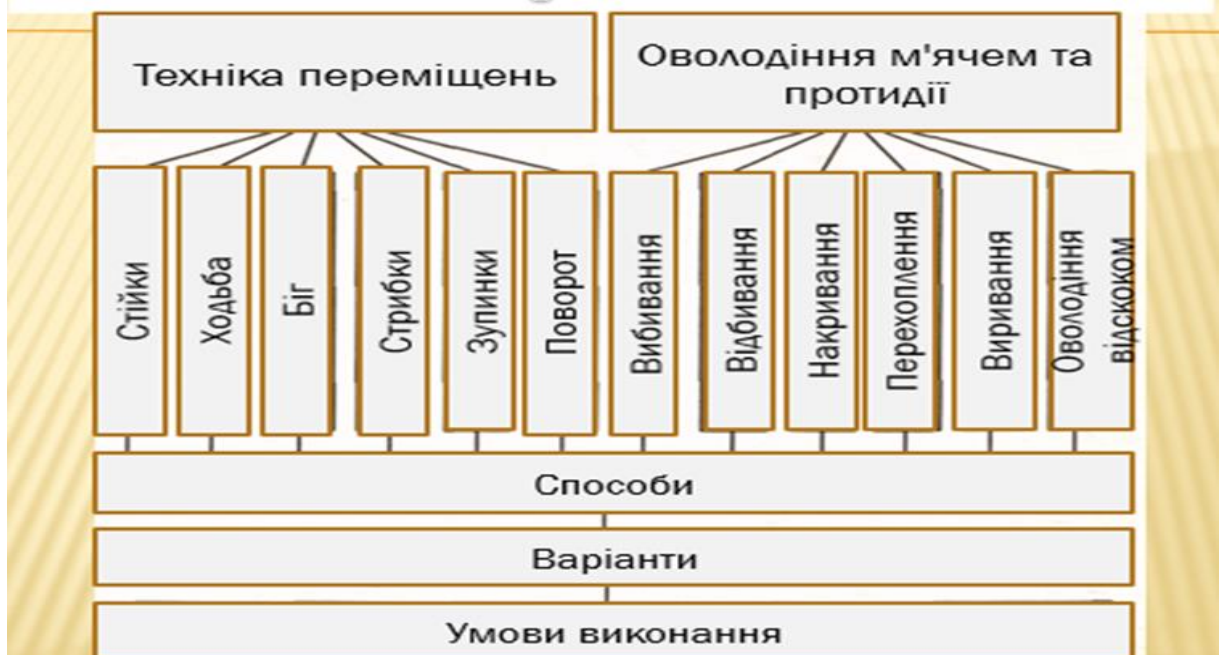 Техніка переміщень
Оволодіння м'ячем та
протидії
Стійки
Ходьба
Біг
Стрибки
Зупинки
Поворот
Вибивання
Відбивання
Накривання
Перехоплення
Виривання
Оволодіння
відскоком
Способи
Варіанти
Умови виконання